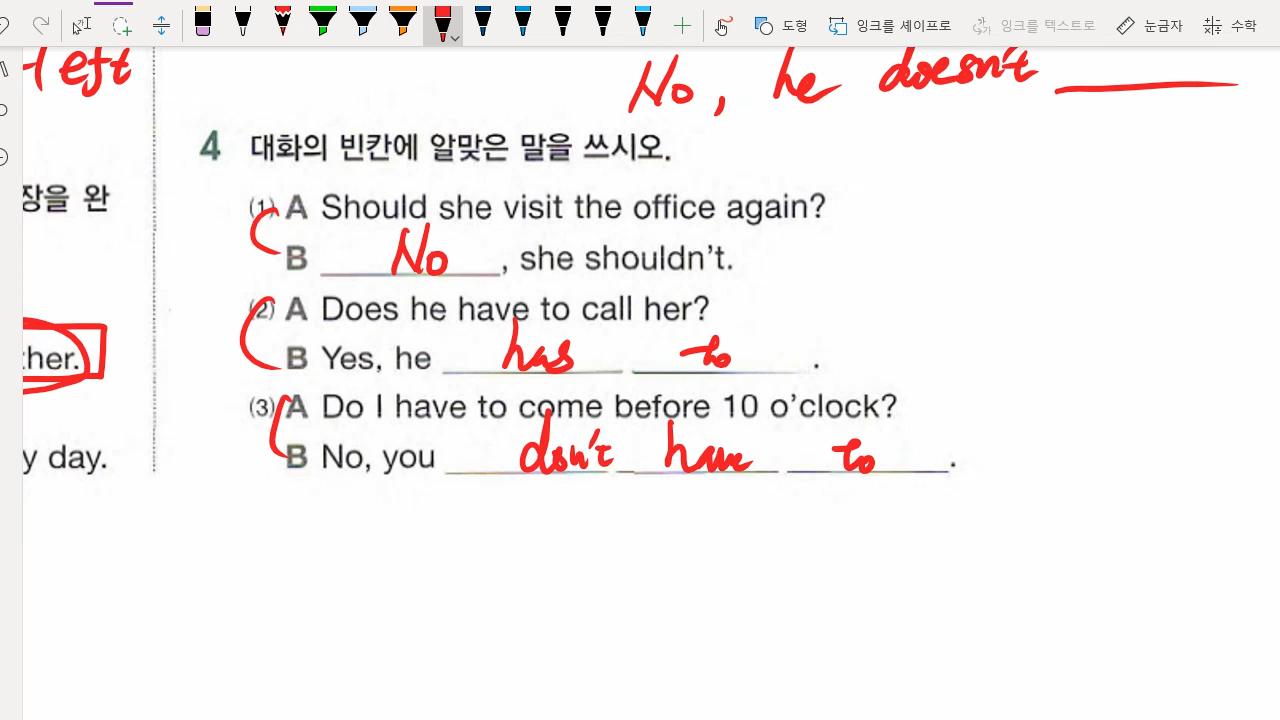 도형 잉크를 셰이프로 잉크를 텍스트로 눈금자 수학
left
No, he doesn't
장을 완
ther.
y day.
4 대화의 빈칸에 알맞은 말을 쓰시오.
(1) A Should she visit the office again?
B No, she shouldn't.
(2) A Does he have to call her?
B Yes, he has to.
(3) A Do I have to come before 10 o'clock?
B No, you dsn't have to.